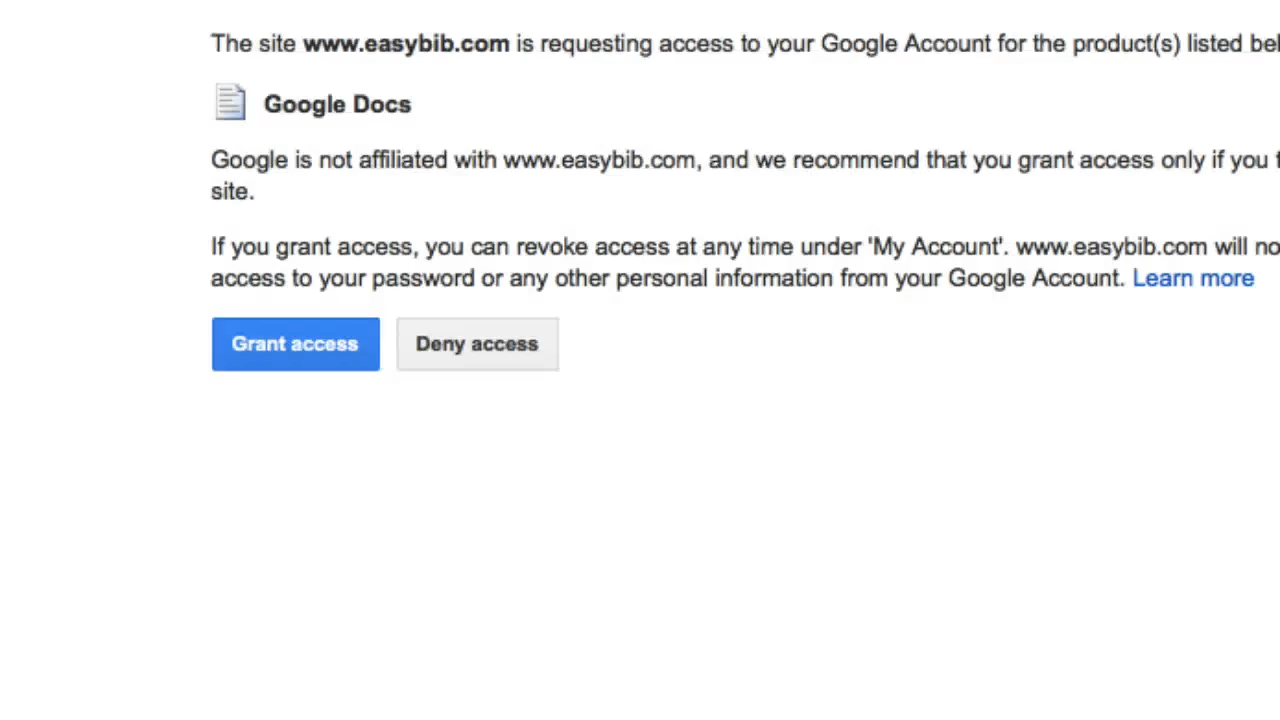 The site www.easybib.com is requesting access to your Google Account for the product(s) listed
Google Docs
Google is not affiliated with www.easybib.com, and we recommend that you grant access only if you
site.
If you grant access, you can revoke access at any time under 'My Account'. www.easybib.com will
access to your password or any other personal information from your Google Account. Learn more
Grant access
Deny access